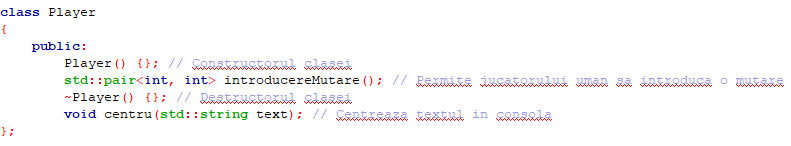 class Player
{
    public:
        Player() {}; // Constructorul clasei
        std::pair<int, int> introducereMutare(); // Permite jucatorului uman sa introduca o mutare
        ~Player() {}; // Destructorul clasei
        void centru(std::string text); // Centreaza textul in consola
};